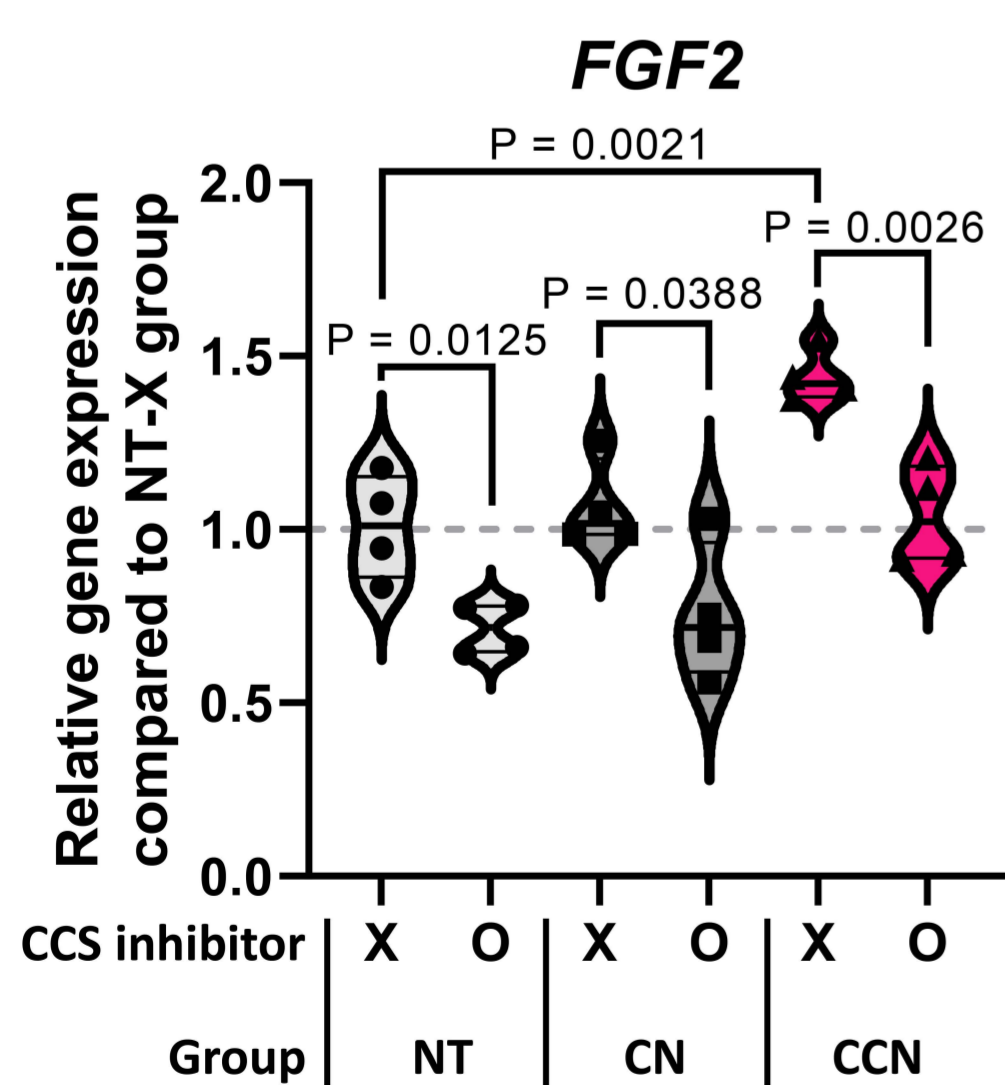 FGF2
P = 0.0021
P = 0.0026
P = 0.0388
P = 0.0125
Relative gene expression
compared to NT-X group
2.0
1.5
1.0
0.5
0.0
CCS inhibitor X O X O X O
Group NT CN CCN